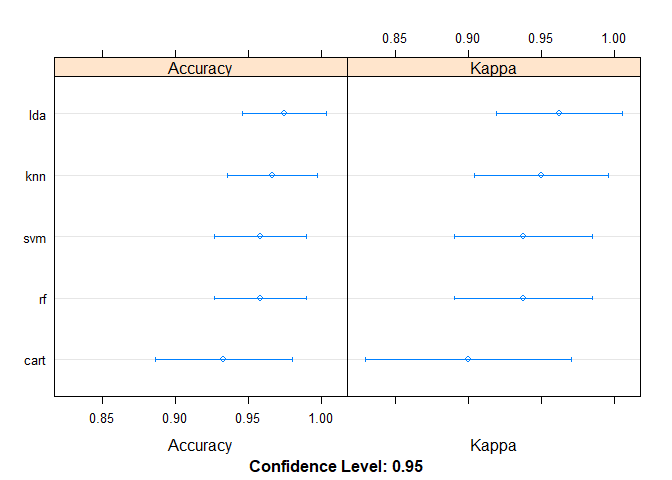 0.85 0.90 0.95 1.00
Accuracy Kappa
lda
knn
svm
rf
cart
0.85 0.90 0.95 1.00
Accuracy Kappa
Confidence Level: 0.95